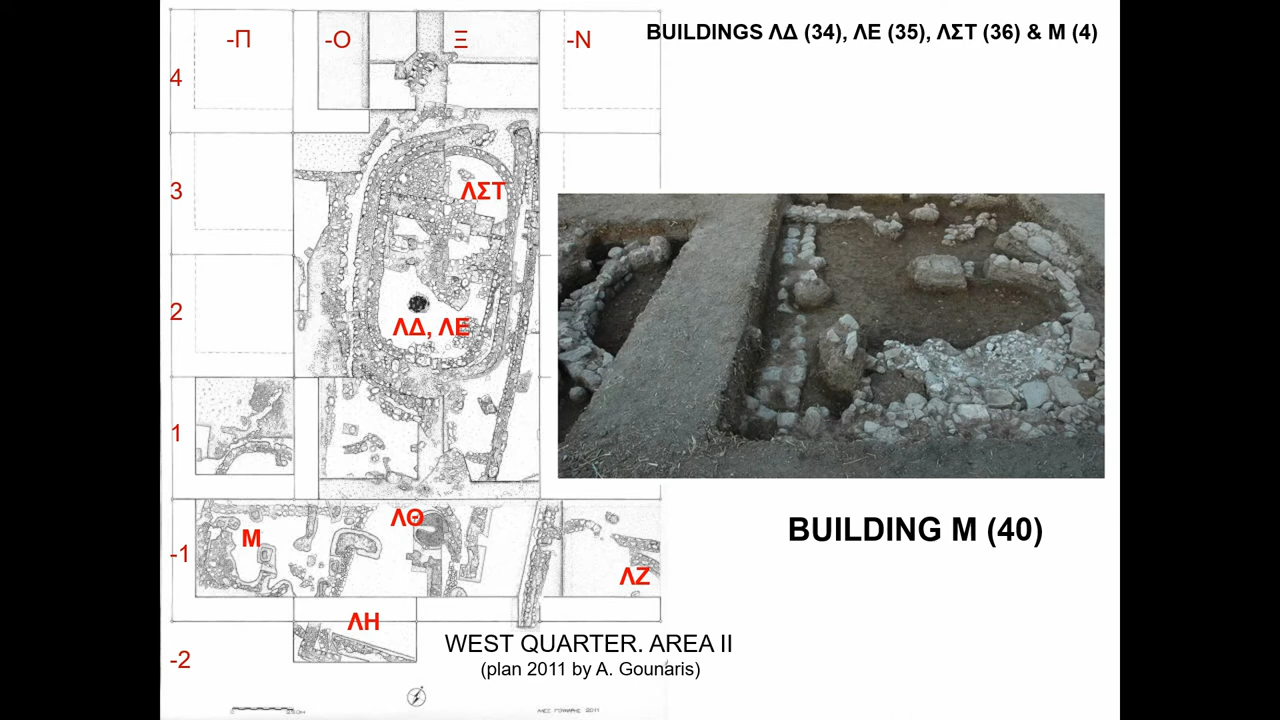 BUILDINGS ΛΔ (34), ΛΕ (35), ΛΣΤ (36) & Μ (4)
-Π -Ο Ξ -Ν
4
3
ΛΣΤ
2
ΛΔ, ΛΕ
1
ΛΘ
Μ
-1
ΛΖ
BUILDING M (40)
ΛΗ
-2
WEST QUARTER. AREA II
(plan 2011 by A. Gounaris)